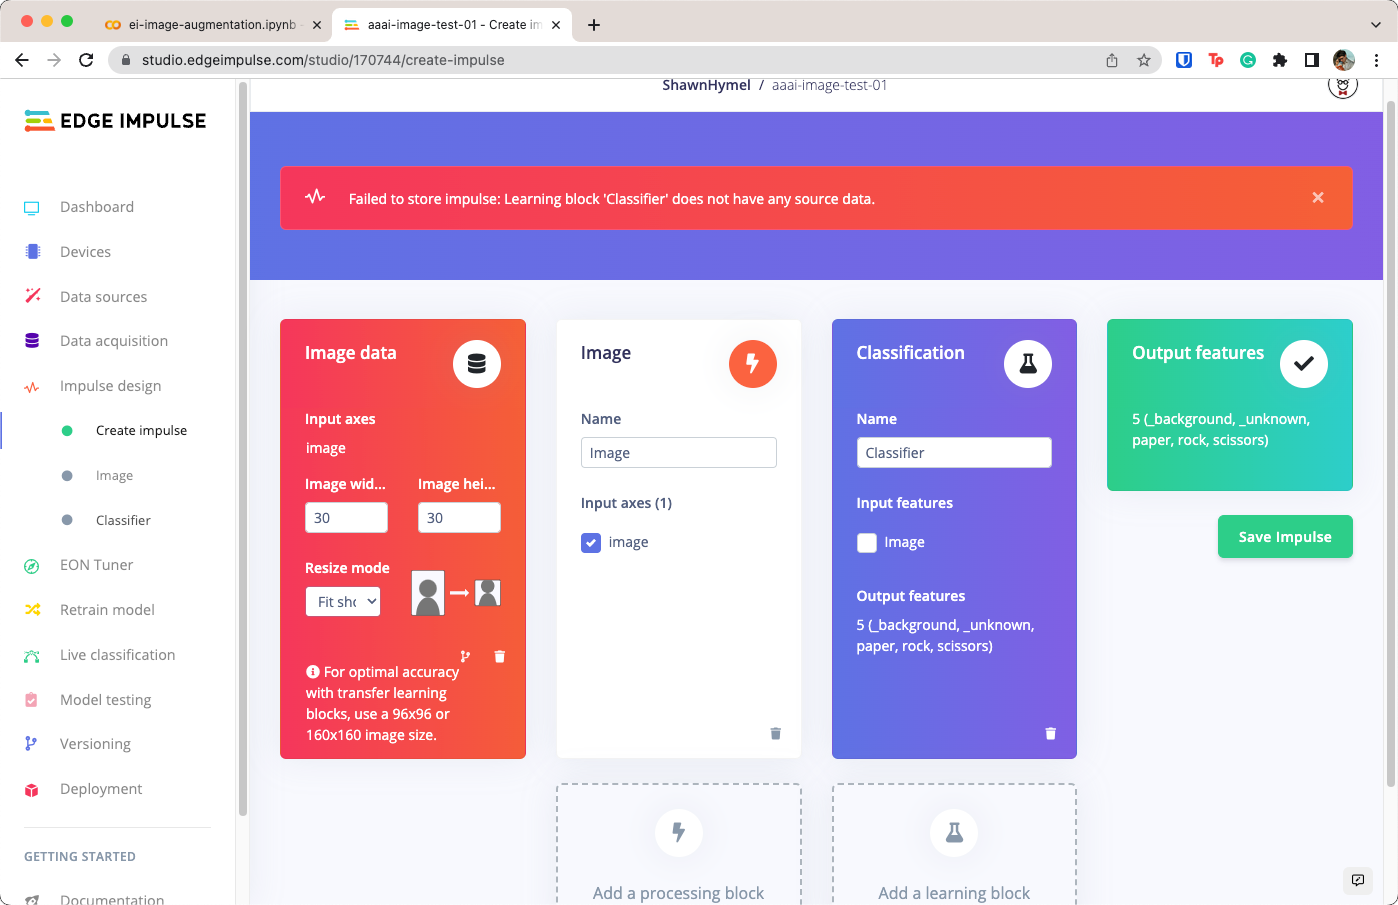 ei-image-augmentation.ipynb
aaai-image-test-01 - Create im
studio.edgeimpulse.com/studio/170744/create-impulse
Tp
ShawnHymel / aaai-image-test-01
EDGE IMPULSE
Failed to store impulse: Learning block 'Classifier' does not have any source data.
Dashboard
Devices
Data sources
Data acquisition
Impulse design
Create impulse
Image
Classifier
EON Tuner
Retrain model
Live classification
Model testing
Versioning
Deployment
GETTING STARTED
Documentation
Image data
Input axes
image
Image wid... Image hei...
30 30
Resize mode
Fit shc
For optimal accuracy
with transfer learning
blocks, use a 96x96 or
160x160 image size.
Image
Name
Image
Input axes (1)
image
Classification
Name
Classifier
Input features
Image
Output features
5 (_background, _unknown,
paper, rock, scissors)
Output features
5 (_background, _unknown,
paper, rock, scissors)
Save Impulse
Add a processing block
Add a learning block